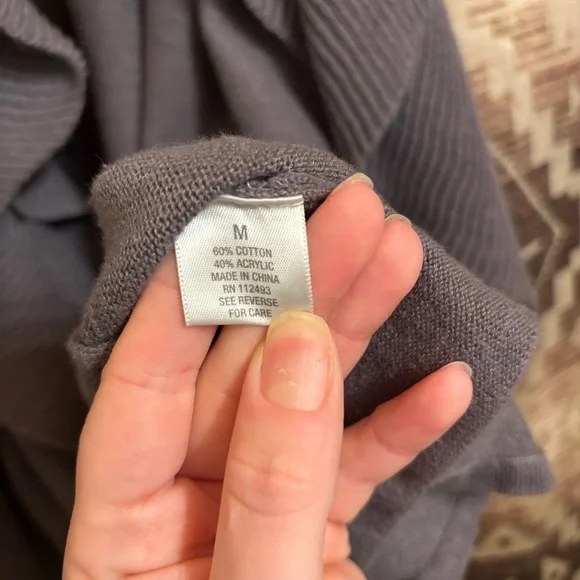 M
60% COTTON
40% ACRYLIC
MADE IN CHINA
RN 112493
SEE REVERSE
FOR CARE